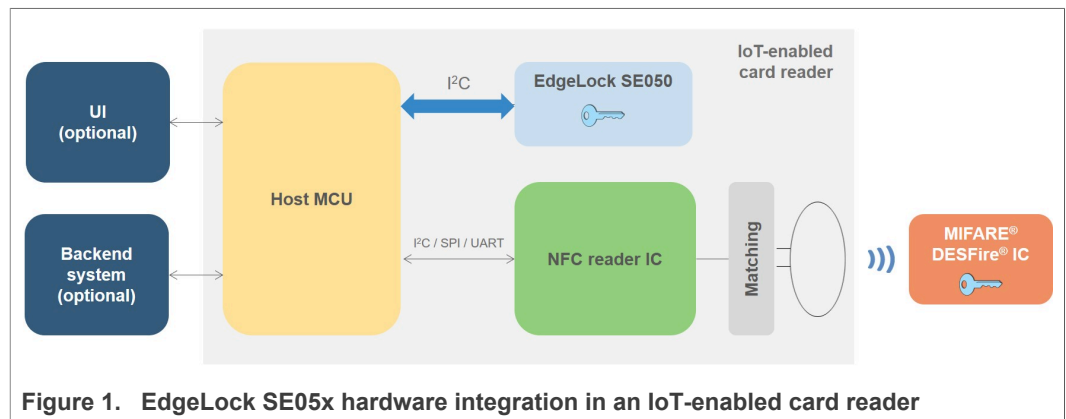 IoT-enabled
card reader
UI
(optional)
I²C
EdgeLock SE050
Host MCU
Backend
system
(optional)
I²C / SPI / UART
NFC reader IC
Matching
MIFARE®
DESFire® IC
Figure 1. EdgeLock SE05x hardware integration in an IoT-enabled card reader